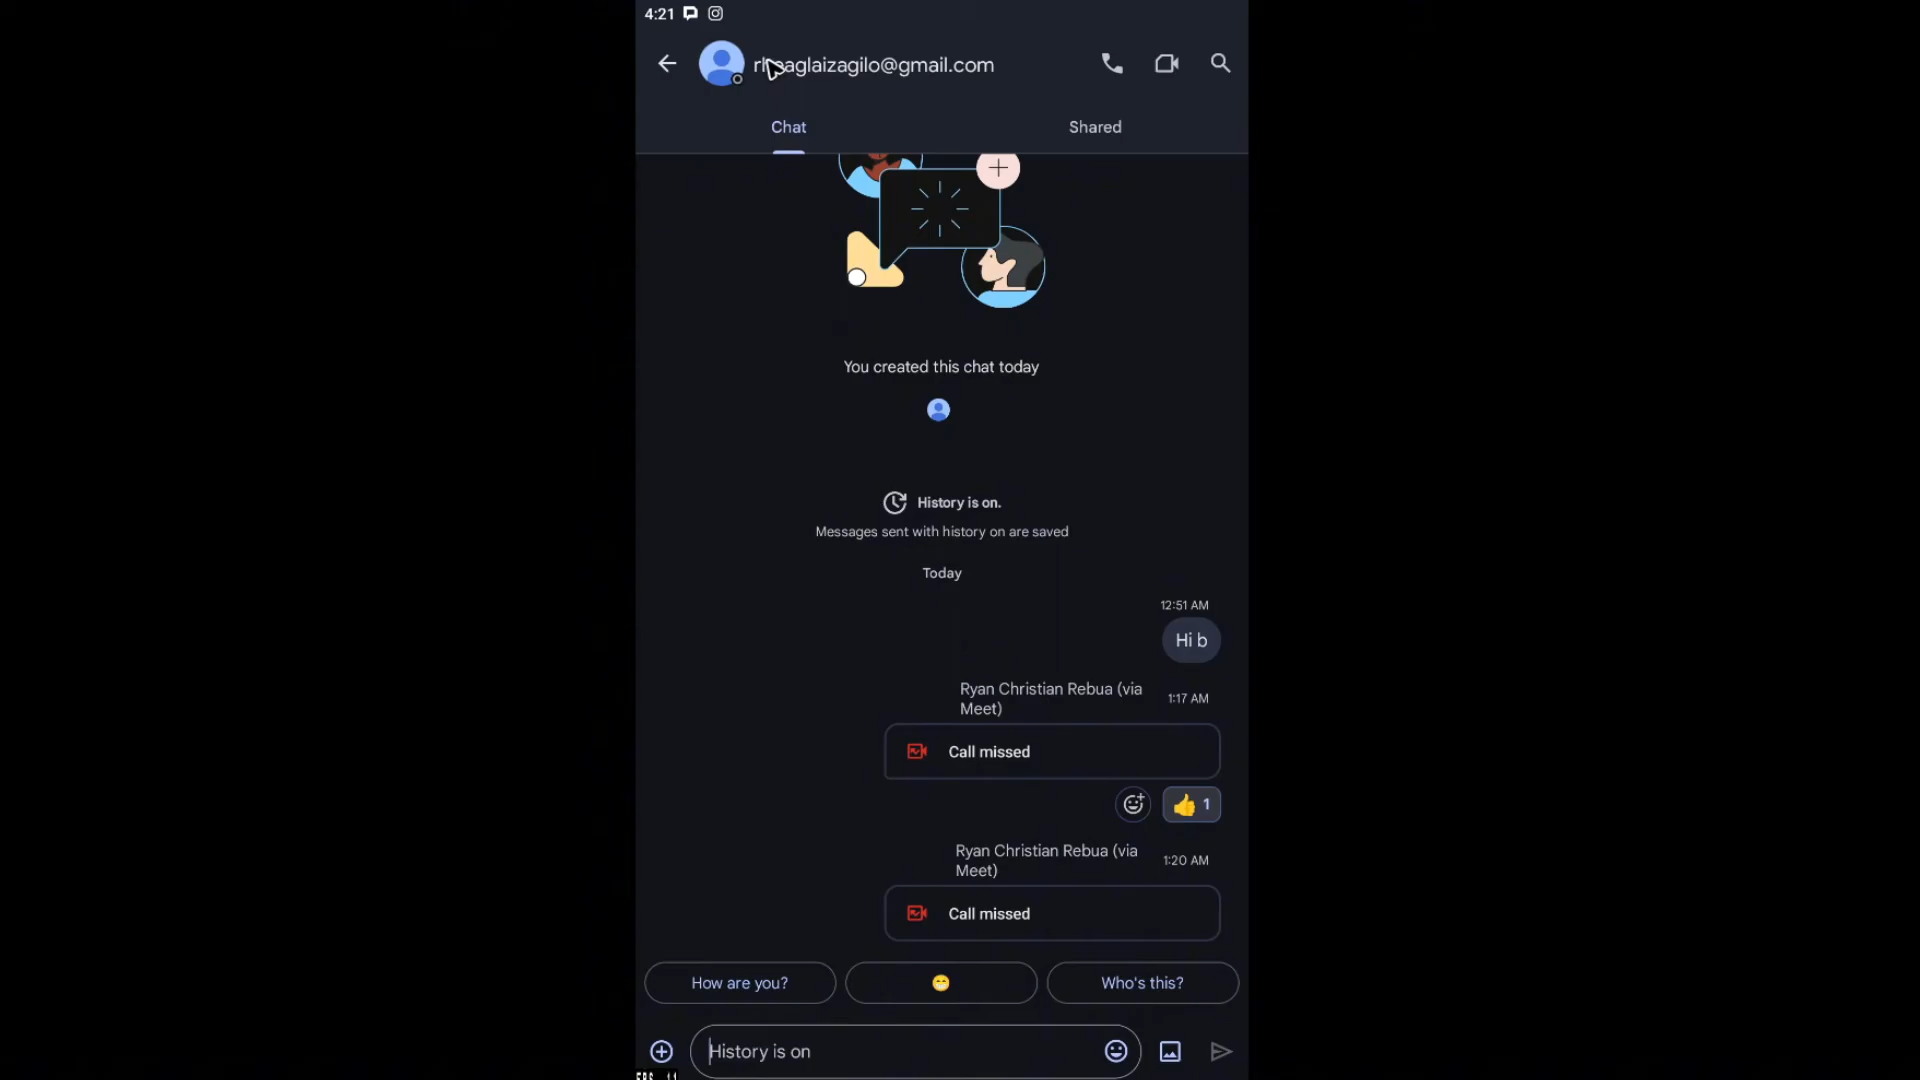 4:21
@gmail.com
Chat
Shared
You created this chat today
History is on.
Messages sent with history on are saved
Today
12:51 AM
Hi b
Ryan Christian Rebua (via
Meet)
1:17 AM
Call missed
👍 1
Ryan Christian Rebua (via
Meet)
1:20 AM
Call missed
How are you?
😁
Who's this?
History is on